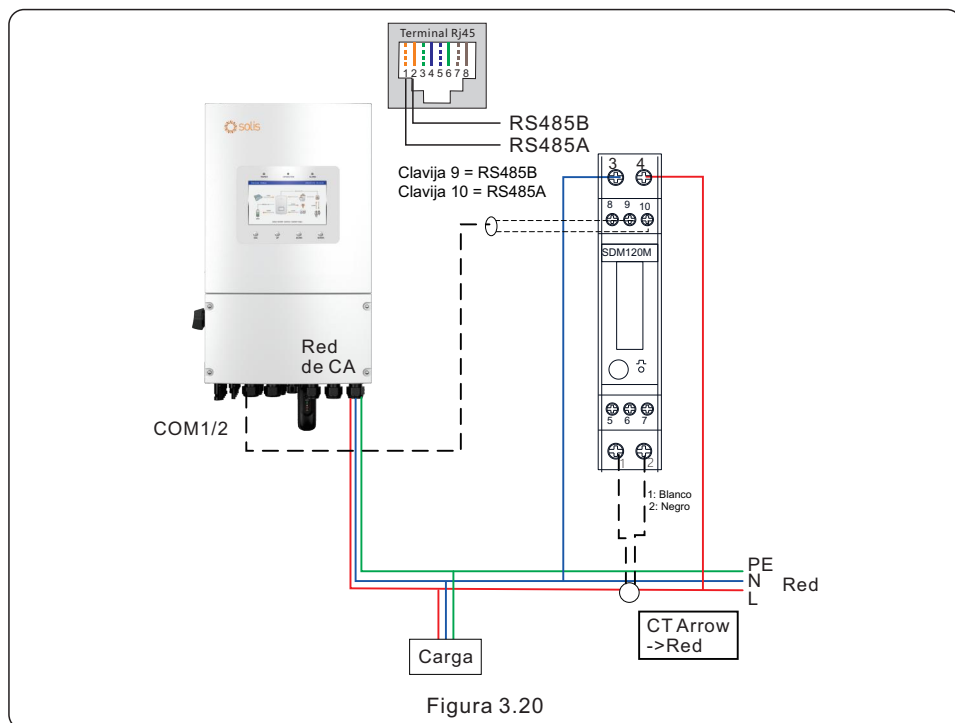 Terminal Rj45
1 2 3 4 5 6 7 8
RS485B
RS485A
solis
Clavija 9 = RS485B
Clavija 10 = RS485A
3 4
8 9 10
SDM120M
Red
de CA
5 6 7
COM1/2
1 2
1: Blanco
2: Negro
PE
N
L
Red
CT Arrow
->Red
Carga
Figura 3.20